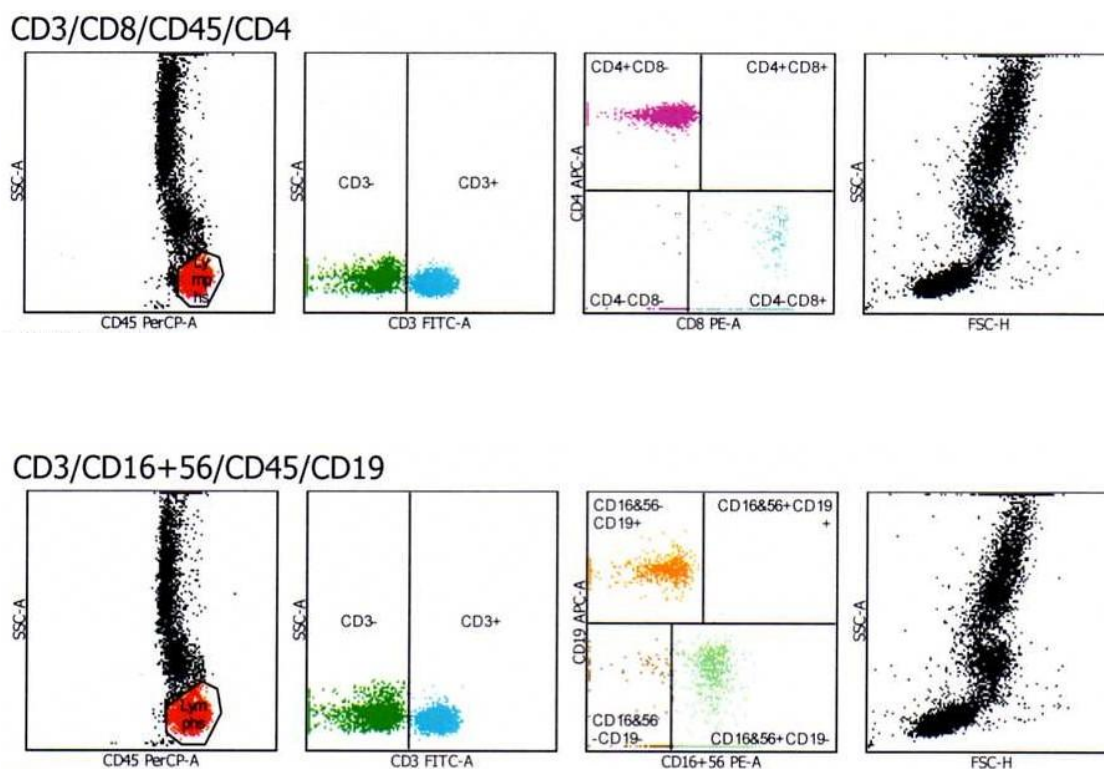 CD3/CD8/CD45/CD4
SSC-A
Ly
mp
hs
CD45 PerCP-A
SSC-A
CD3-
CD3+
CD3 FITC-A
CD4 APC-A
CD4+CD8-
CD4+CD8+
CD4-CD8-
CD4-CD8+
CD8 PE-A
SSC-A
FSC-H
CD3/CD16+56/CD45/CD19
SSC-A
Lym
phs
CD45 PerCP-A
SSC-A
CD3-
CD3+
CD3 FITC-A
CD19 APC-A
CD16&56-
CD19+
CD16&56+CD19
+
CD16&56
-CD19-
CD16&56+CD19-
CD16+56 PE-A
SSC-A
FSC-H